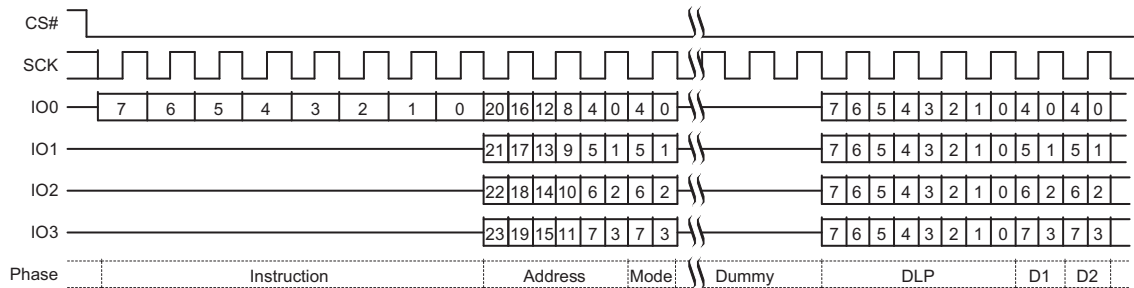 CS#
SCK
IO0 7 6 5 4 3 2 1 0 20 16 12 8 4 0 4 0 7 6 5 4 3 2 1 0 4 0 4 0
IO1 21 17 13 9 5 1 5 1 7 6 5 4 3 2 1 0 5 1 5 1
IO2 22 18 14 10 6 2 6 2 7 6 5 4 3 2 1 0 6 2 6 2
IO3 23 19 15 11 7 3 7 3 7 6 5 4 3 2 1 0 7 3 7 3
Phase Instruction Address Mode Dummy DLP D1 D2